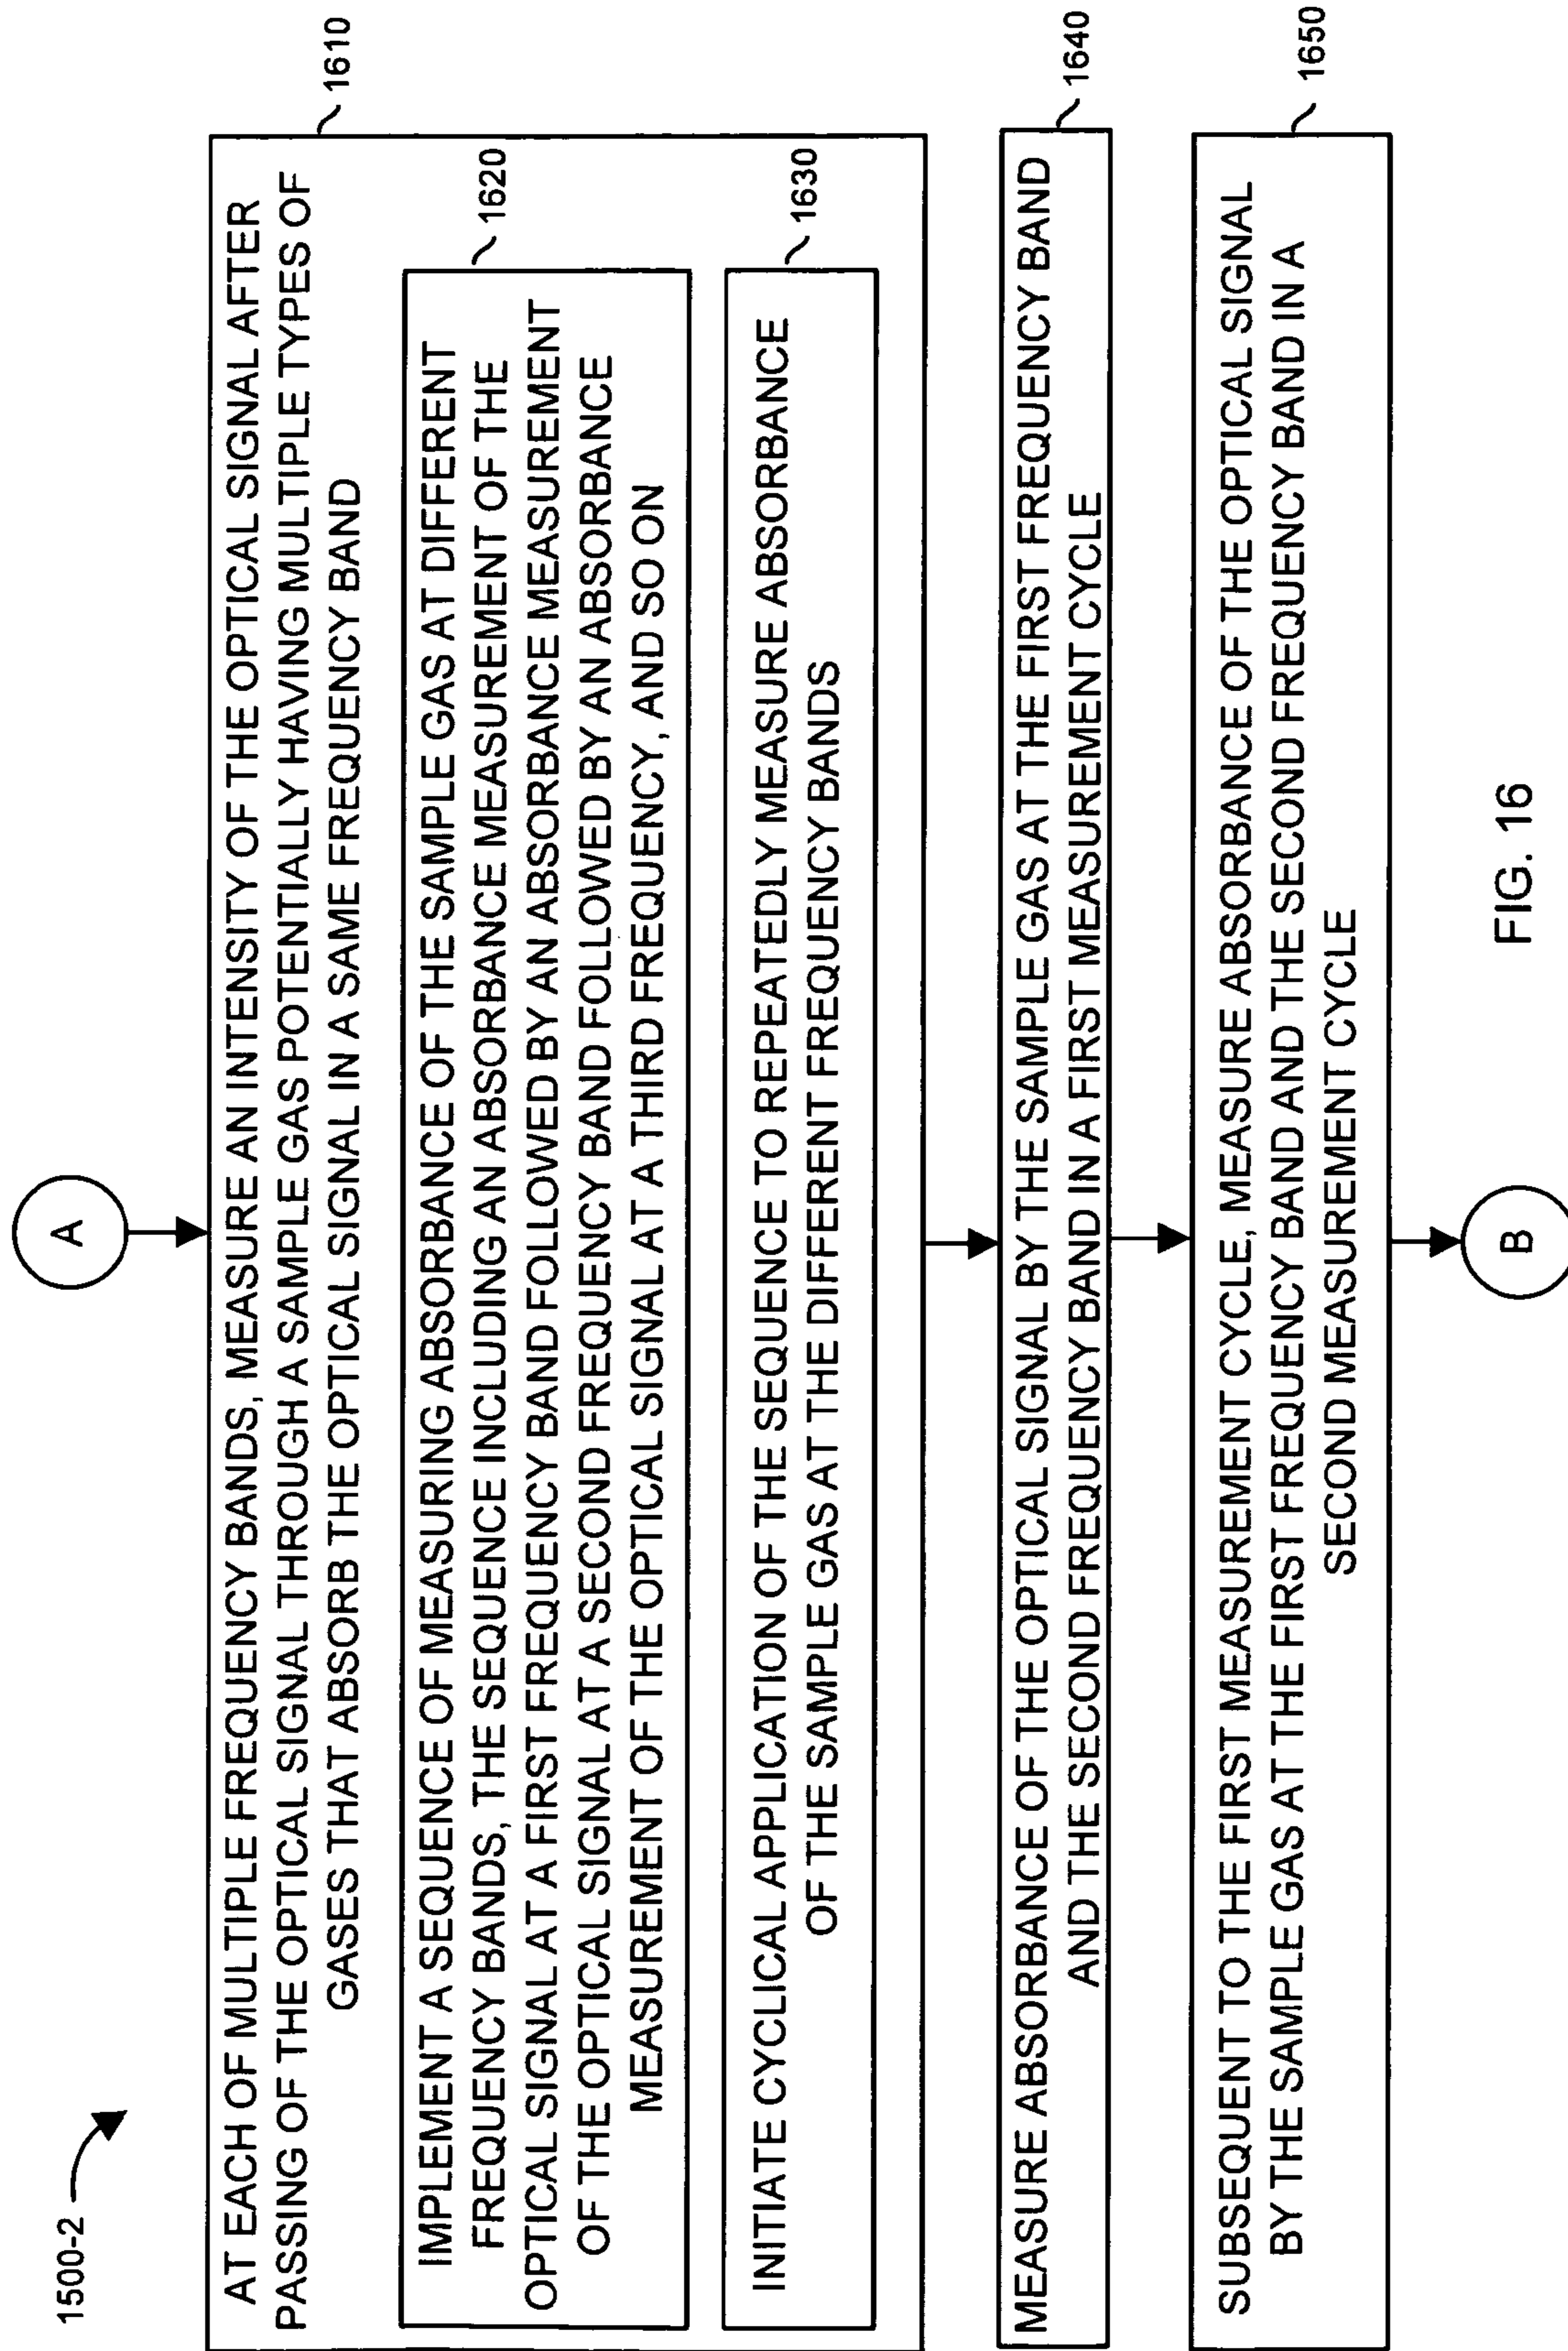 1500-2
A
AT EACH OF MULTIPLE FREQUENCY BANDS, MEASURE AN INTENSITY OF THE OPTICAL SIGNAL AFTER
PASSING OF THE OPTICAL SIGNAL THROUGH A SAMPLE GAS POTENTIALLY HAVING MULTIPLE TYPES OF
GASES THAT ABSORB THE OPTICAL SIGNAL IN A SAME FREQUENCY BAND
1610
IMPLEMENT A SEQUENCE OF MEASURING ABSORBANCE OF THE SAMPLE GAS AT DIFFERENT
FREQUENCY BANDS, THE SEQUENCE INCLUDING AN ABSORBANCE MEASUREMENT OF THE
OPTICAL SIGNAL AT A FIRST FREQUENCY BAND FOLLOWED BY AN ABSORBANCE MEASUREMENT
OF THE OPTICAL SIGNAL AT A SECOND FREQUENCY BAND FOLLOWED BY AN ABSORBANCE
MEASUREMENT OF THE OPTICAL SIGNAL AT A THIRD FREQUENCY, AND SO ON
1620
INITIATE CYCLICAL APPLICATION OF THE SEQUENCE TO REPEATEDLY MEASURE ABSORBANCE
OF THE SAMPLE GAS AT THE DIFFERENT FREQUENCY BANDS
1630
MEASURE ABSORBANCE OF THE OPTICAL SIGNAL BY THE SAMPLE GAS AT THE FIRST FREQUENCY BAND
AND THE SECOND FREQUENCY BAND IN A FIRST MEASUREMENT CYCLE
1640
SUBSEQUENT TO THE FIRST MEASUREMENT CYCLE, MEASURE ABSORBANCE OF THE OPTICAL SIGNAL
BY THE SAMPLE GAS AT THE FIRST FREQUENCY BAND AND THE SECOND FREQUENCY BAND IN A
SECOND MEASUREMENT CYCLE
1650
B
FIG. 16